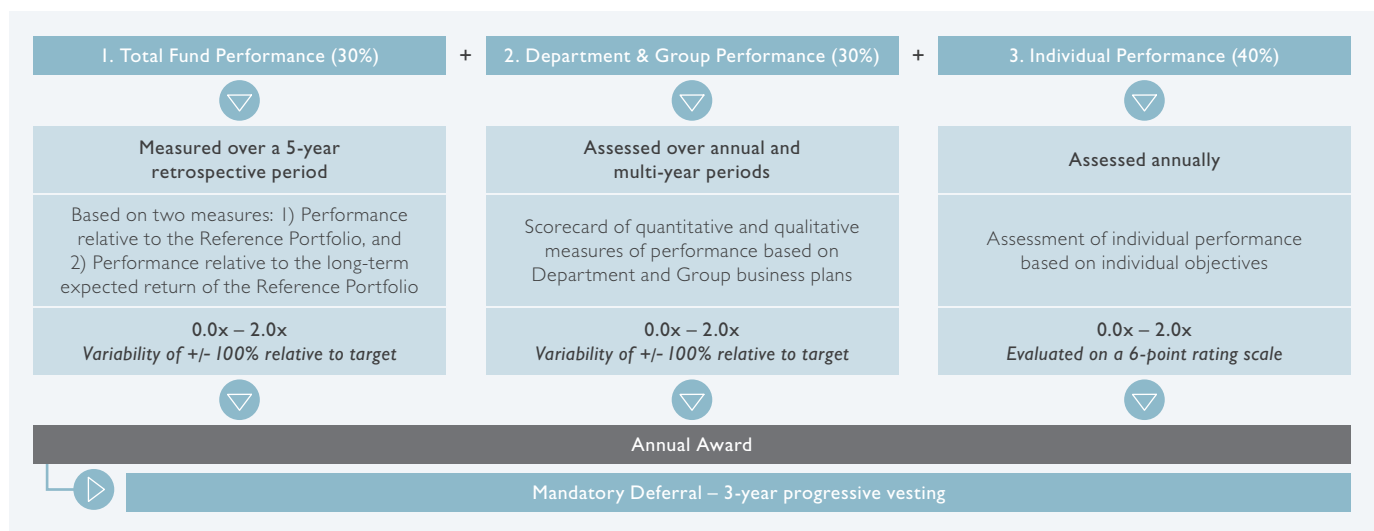 1. Total Fund Performance (30%)
+
2. Department & Group Performance (30%)
+
3. Individual Performance (40%)
Measured over a 5-year
retrospective period
Based on two measures: 1) Performance
relative to the Reference Portfolio, and
2) Performance relative to the long-term
expected return of the Reference Portfolio
0.0x – 2.0x
Variability of +/- 100% relative to target
Assessed over annual and
multi-year periods
Scorecard of quantitative and qualitative
measures of performance based on
Department and Group business plans
0.0x – 2.0x
Variability of +/- 100% relative to target
Assessed annually
Assessment of individual performance
based on individual objectives
0.0x – 2.0x
Evaluated on a 6-point rating scale
Annual Award
Mandatory Deferral – 3-year progressive vesting